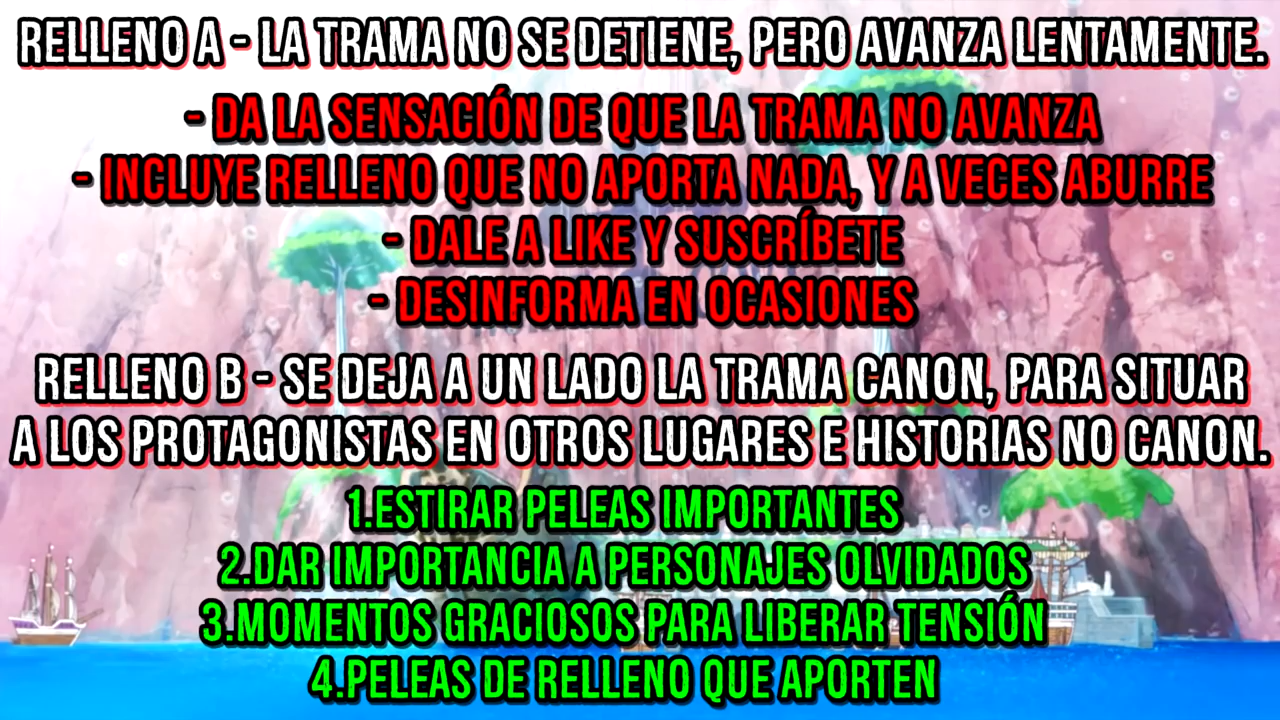 RELLENO A - LA TRAMA NO SE DETIENE, PERO AVANZA LENTAMENTE.
- DA LA SENSACIÓN DE QUE LA TRAMA NO AVANZA
- INCLUYE RELLENO QUE NO APORTA NADA, Y A VECES ABURRE
- DALE A LIKE Y SUSCRÍBETE
- DESINFORMA EN OCASIONES
RELLENO B - SE DEJA A UN LADO LA TRAMA CANON, PARA SITUAR
A LOS PROTAGONISTAS EN OTROS LUGARES E HISTORIAS NO CANON.
1.ESTIRAR PELEAS IMPORTANTES
2.DAR IMPORTANCIA A PERSONAJES OLVIDADOS
3.MOMENTOS GRACIOSOS PARA LIBERAR TENSIÓN
4.PELEAS DE RELLENO QUE APORTEN